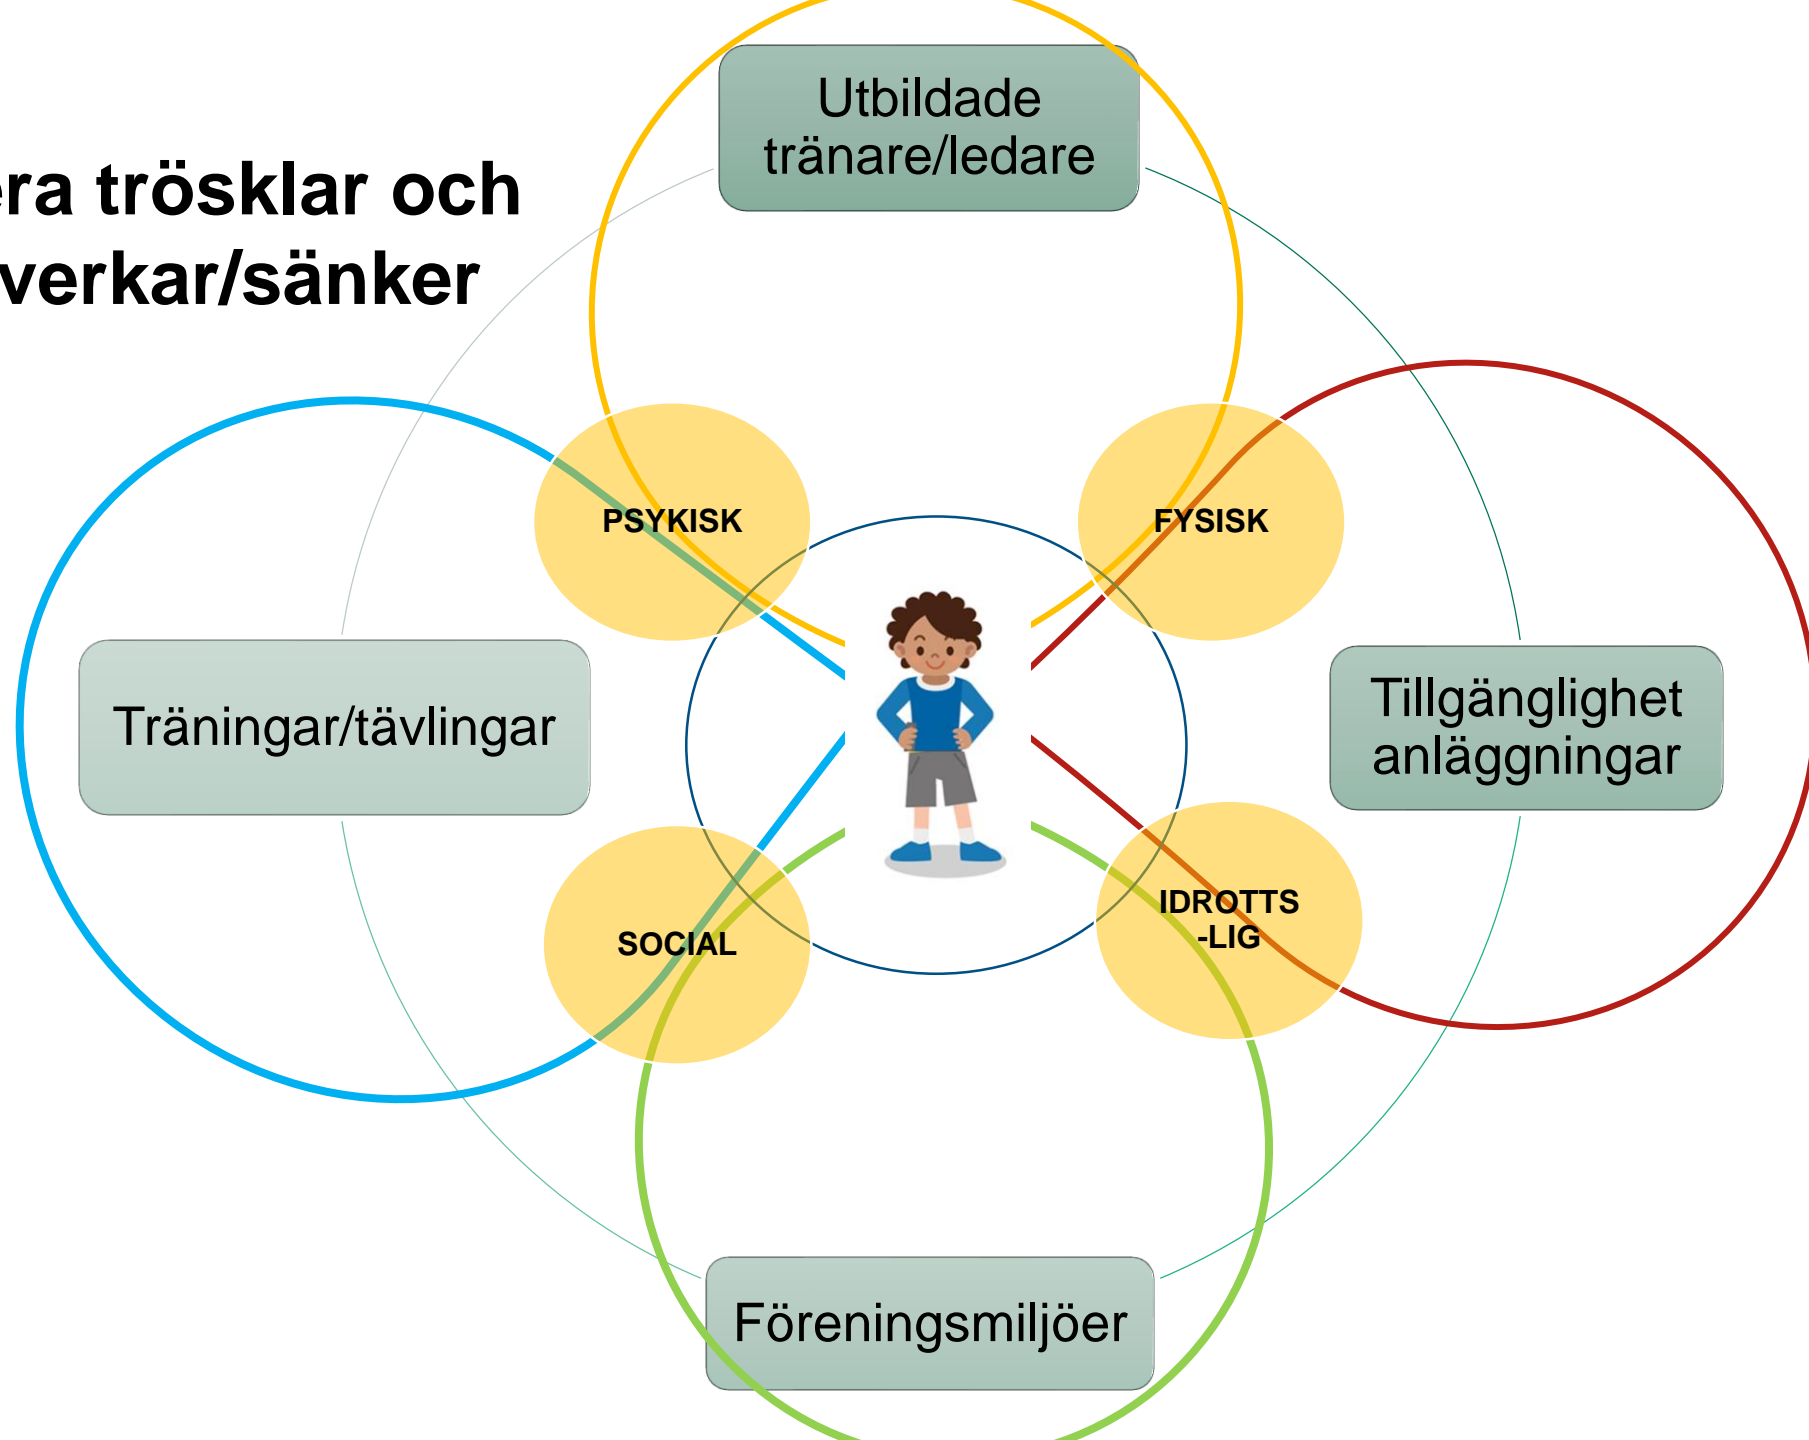 Utbildade
tränare/ledare
era trösklar och
verkar/sänker
PSYKISK
FYSISK
Träningar/tävlingar
Tillgänglighet
anläggningar
SOCIAL
IDROTTS
-LIG
Föreningsmiljöer